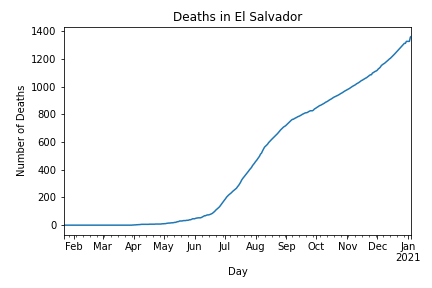 Deaths in El Salvador
1400
1200
1000
800
600
400
200
0
Number of Deaths
Feb Mar Apr May Jun Jul Aug Sep Oct Nov Dec Jan
2021
Day